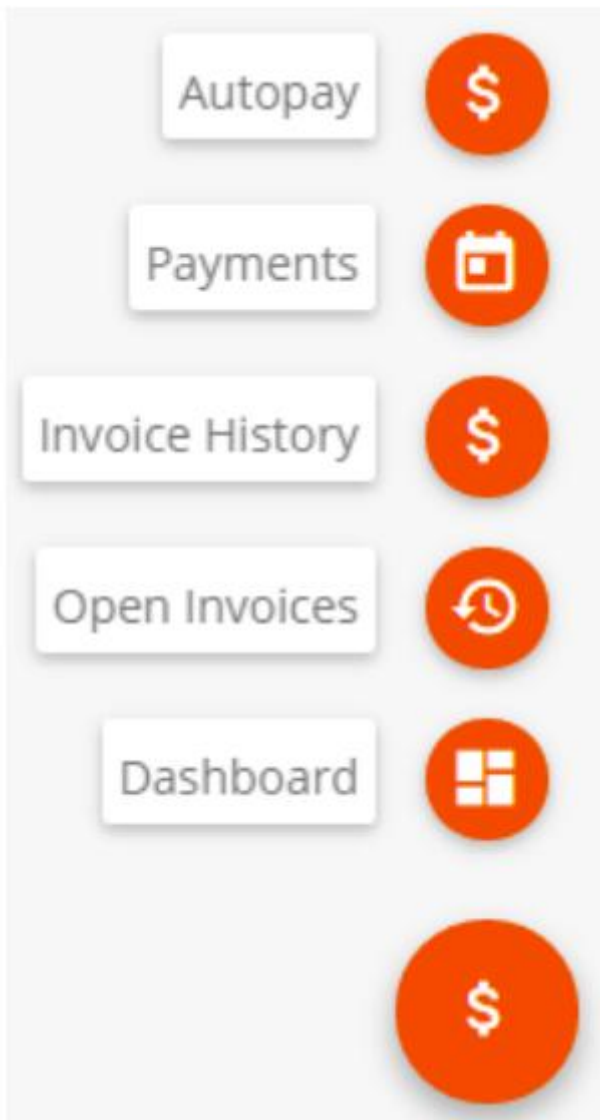 Autopay $
Payments
Invoice History $
Open Invoices
Dashboard
$